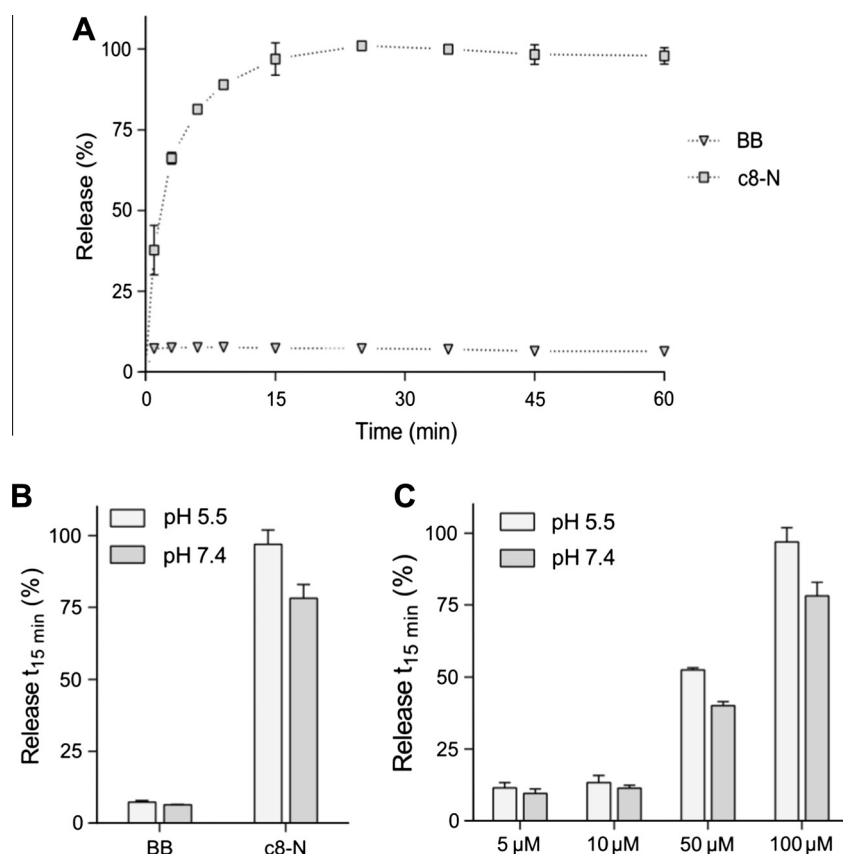 A
100
75
50
25
0
Release (%)
0 15 30 45 60
Time (min)
BB
c8-N
B
pH 5.5
pH 7.4
100
75
50
25
0
Release t15 min (%)
BB c8-N
C
pH 5.5
pH 7.4
100
75
50
25
0
Release t15 min (%)
5 µM 10 µM 50 µM 100 µM